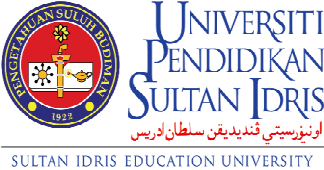 PENGETAHUAN SULUH BUDIMAN
1922
UNIVERSITI
PENDIDIKAN
SULTAN IDRIS
اونيۏرسيتي ڤنديديقن سلطان ادريس
SULTAN IDRIS EDUCATION UNIVERSITY